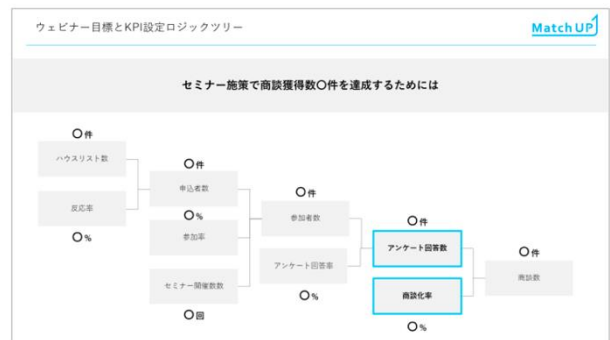 ウェビナー目標とKPI設定ロジックツリー
Match UP
セミナー施策で商談獲得数〇件を達成するためには
〇件
ハウスリスト数
反応率
〇%
〇件
申込者数
〇%
参加率
セミナー開催数数
〇回
〇件
参加者数
アンケート回答率
〇%
〇件
アンケート回答数
商談化率
〇%
〇件
商談数